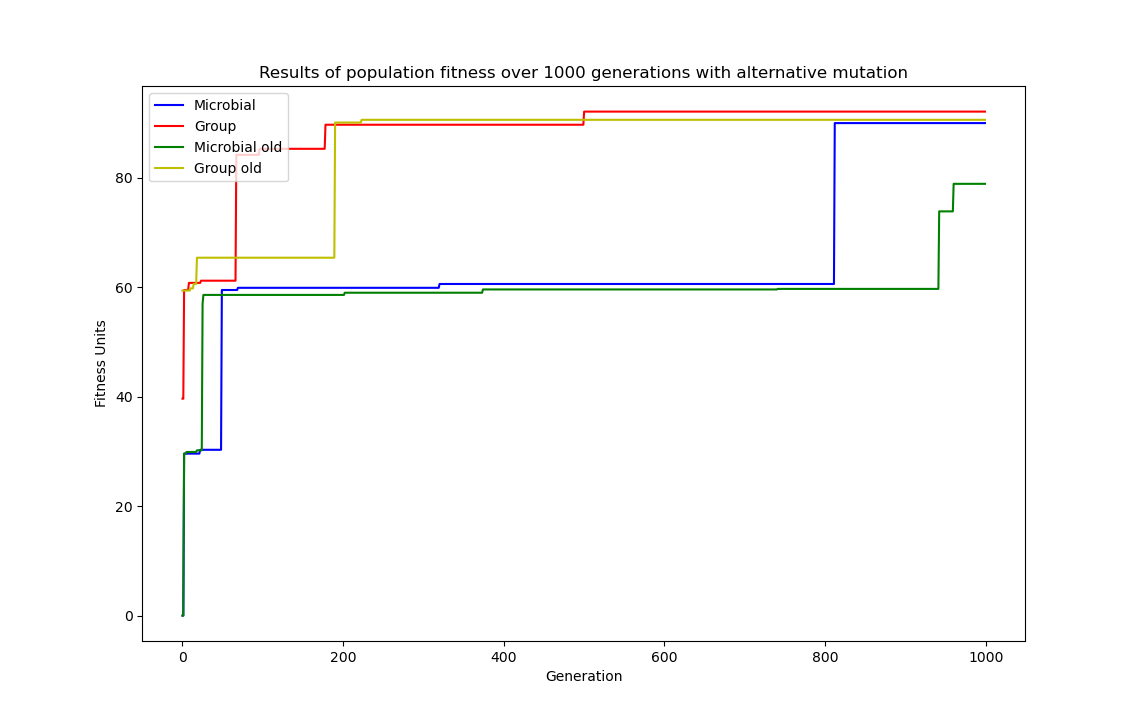 Results of population fitness over 1000 generations with alternative mutation
Microbial
Group
Microbial old
Group old
80
60
40
20
0
Fitness Units
0 200 400 600 800 1000
Generation